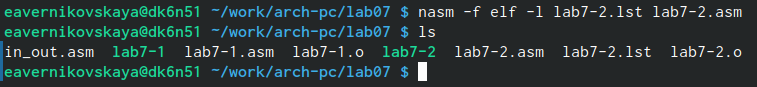 eavernikovskaya@dk6n51 ~/work/arch-pc/lab07 $ nasm -f elf -l lab7-2.lst lab7-2.asm
eavernikovskaya@dk6n51 ~/work/arch-pc/lab07 $ ls
in_out.asm lab7-1 lab7-1.asm lab7-1.o lab7-2 lab7-2.asm lab7-2.lst lab7-2.o
eavernikovskaya@dk6n51 ~/work/arch-pc/lab07 $